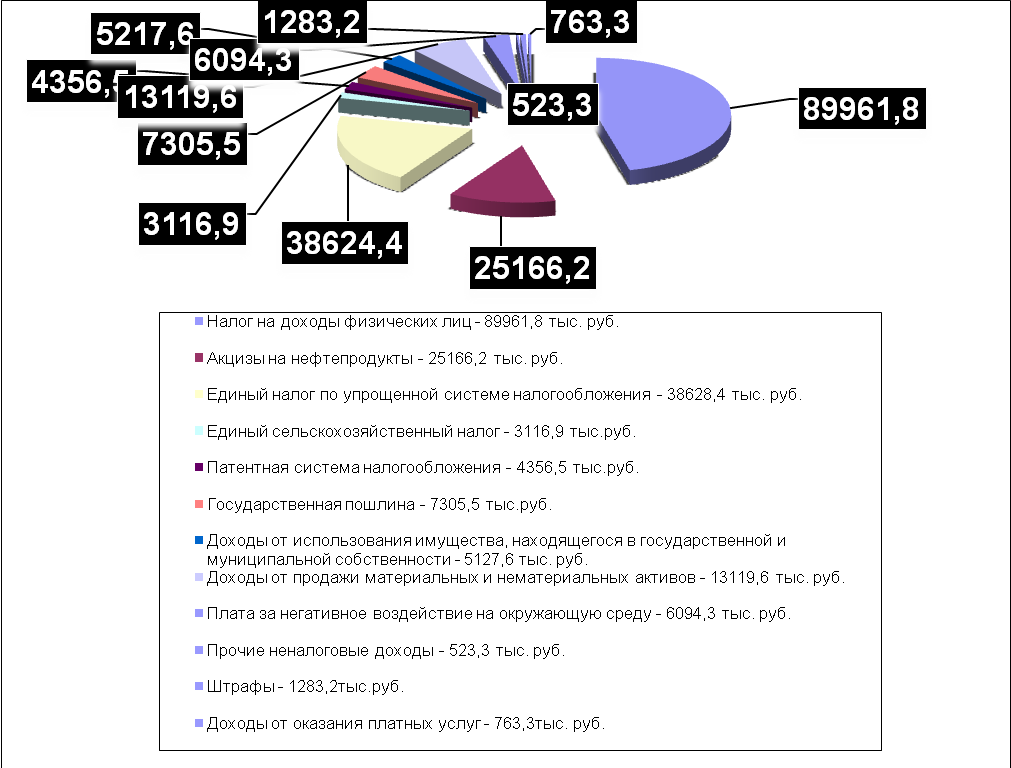 5217,6
1283,2
763,3
6094,3
4356,5
13119,6
523,3
89961,8
7305,5
3116,9
38624,4
25166,2
Налог на доходы физических лиц - 89961,8 тыс. руб.
Акцизы на нефтепродукты - 25166,2 тыс. руб.
Единый налог по упрощенной системе налогообложения - 38628,4 тыс. руб.
Единый сельскохозяйственный налог - 3116,9 тыс.руб.
Патентная система налогообложения - 4356,5 тыс.руб.
Государственная пошлина - 7305,5 тыс.руб.
Доходы от использования имущества, находящегося в государственной и
муниципальной собственности - 5127,6 тыс. руб.
Доходы от продажи материальных и нематериальных активов - 13119,6 тыс. руб.
Плата за негативное воздействие на окружающую среду - 6094,3 тыс. руб.
Прочие неналоговые доходы - 523,3 тыс. руб.
Штрафы - 1283,2тыс.руб.
Доходы от оказания платных услуг - 763,3тыс. руб.